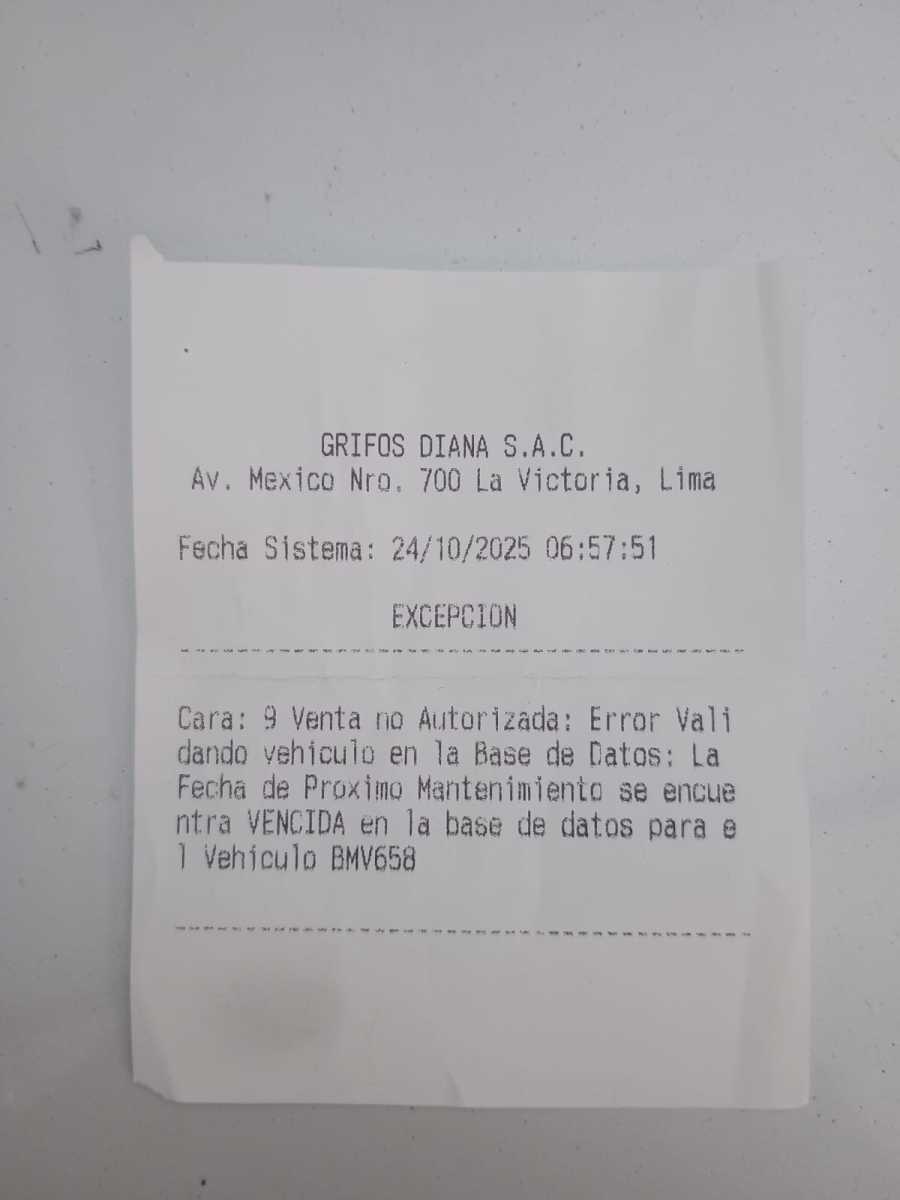 GRIFOS DIANA S.A.C.
Av. Mexico Nro. 700 La Victoria, Lima
Fecha Sistema: 24/10/2025 06:57:51
EXCEPCION
Cara: 9 Venta no Autorizada: Error Vali
dando vehiculo en la Base de Datos: La
Fecha de Proximo Mantenimiento se encue
ntra VENCIDA en la base de datos para e
l Vehiculo BMV658